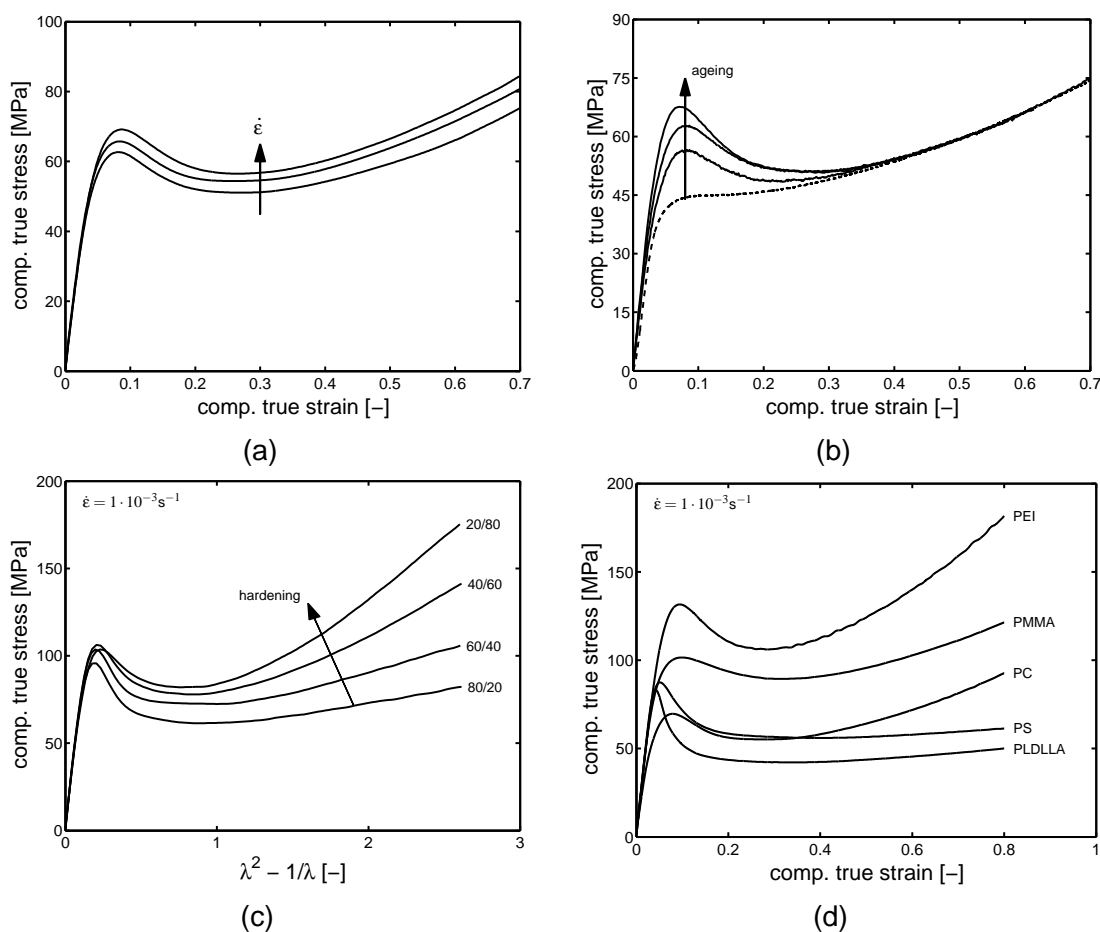 100
80
60
40
20
0
0 0.1 0.2 0.3 0.4 0.5 0.6 0.7
comp. true stress [MPa]
comp. true strain [−]
ε̇
(a)
90
75
60
45
30
15
0
0 0.1 0.2 0.3 0.4 0.5 0.6 0.7
comp. true stress [MPa]
comp. true strain [−]
ageing
(b)
200
150
100
50
0
0 1 2 3
comp. true stress [MPa]
λ² − 1/λ [−]
ε̇ = 1 · 10⁻³s⁻¹
hardening
20/80
40/60
60/40
80/20
(c)
200
150
100
50
0
0 0.2 0.4 0.6 0.8 1
comp. true stress [MPa]
comp. true strain [−]
ε̇ = 1 · 10⁻³s⁻¹
PEI
PMMA
PC
PS
PLDLLA
(d)